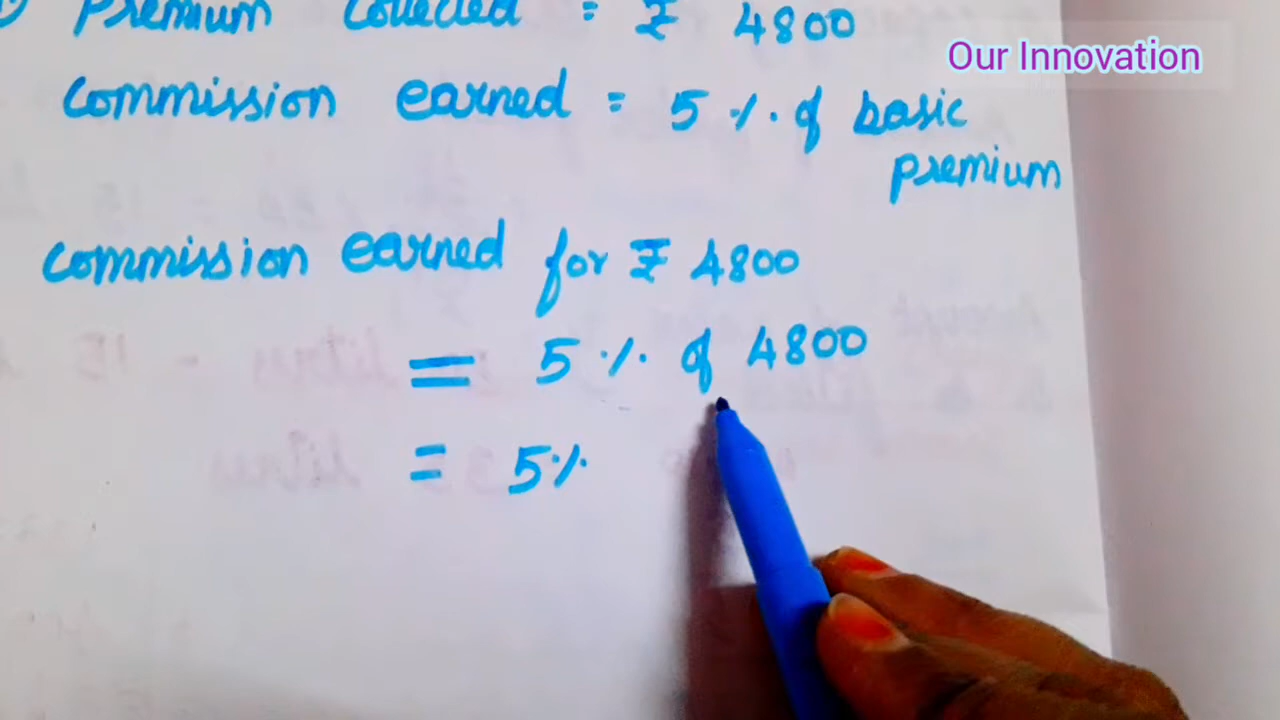 Premium collected = ₹ 4800
Our Innovation
Commission earned = 5 % of basic
premium
Commission earned for ₹ 4800
= 5 % of 4800
= 5%